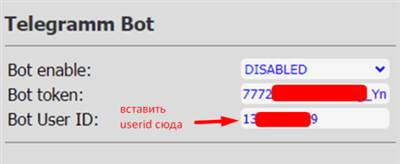 Telegramm Bot
Bot enable: DISABLED
Bot token: 7772 _Yn
Bot User ID: 13 9
вставить
userid сюда